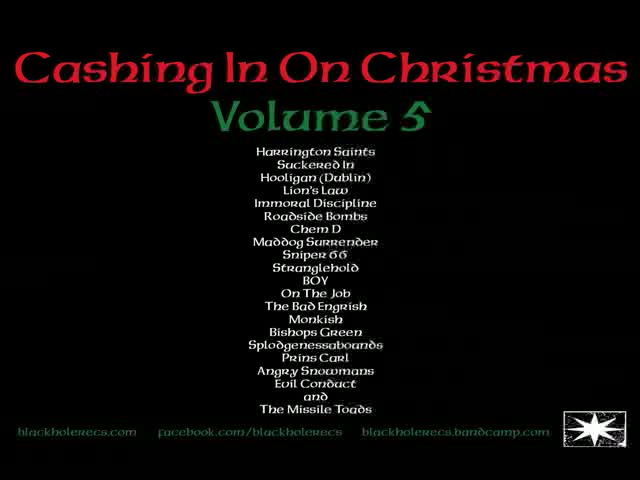 Cashing In On Christmas
Volume 5
Harrington Saints
Suckered In
Hooligan (Dublin)
Lion's Law
Immoral Discipline
Roadside Bombs
Chem D
Maddog Surrender
Sniper 66
Stranglehold
BOY
On The Job
The Bad Engrish
Monkish
Bishops Green
Splodgenessabounds
Prins Carl
Angry Snowmans
Evil Conduct
and
The Missile Toads
blackholerecs.com facebook.com/blackholerecs blackholerecs.bandcamp.com